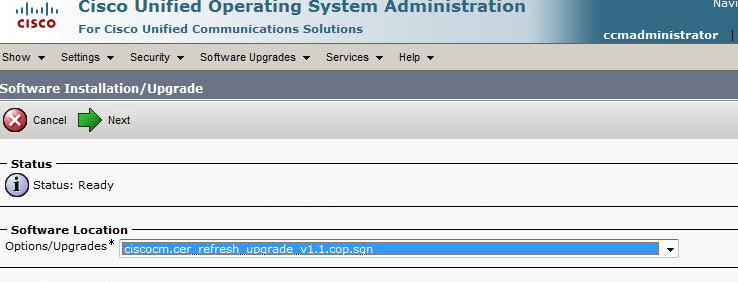 Cisco Unified Operating System Administration
Navi
CISCO
For Cisco Unified Communications Solutions
ccmadministrator |
Show Settings Security Software Upgrades Services Help
Software Installation/Upgrade
Cancel Next
Status
Status: Ready
Software Location
Options/Upgrades* ciscocm.cer_refresh_upgrade_v1.1.cop.sgn